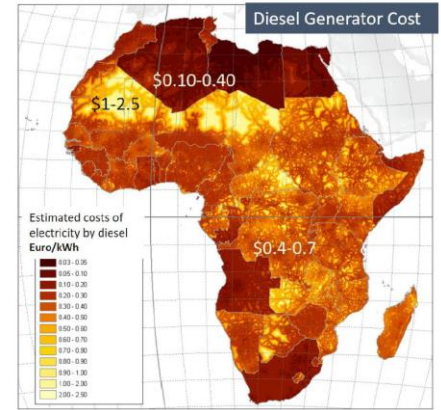 Diesel Generator Cost
$0.10-0.40
$1-2.5
$0.4-0.7
Estimated costs of
electricity by diesel
Euro/kWh
0.03 - 0.05
0.05 - 0.10
0.10 - 0.20
0.20 - 0.30
0.30 - 0.40
0.40 - 0.50
0.50 - 0.60
0.60 - 0.70
0.70 - 0.80
0.80 - 0.90
0.90 - 1.00
1.00 - 2.00
2.00 - 2.50